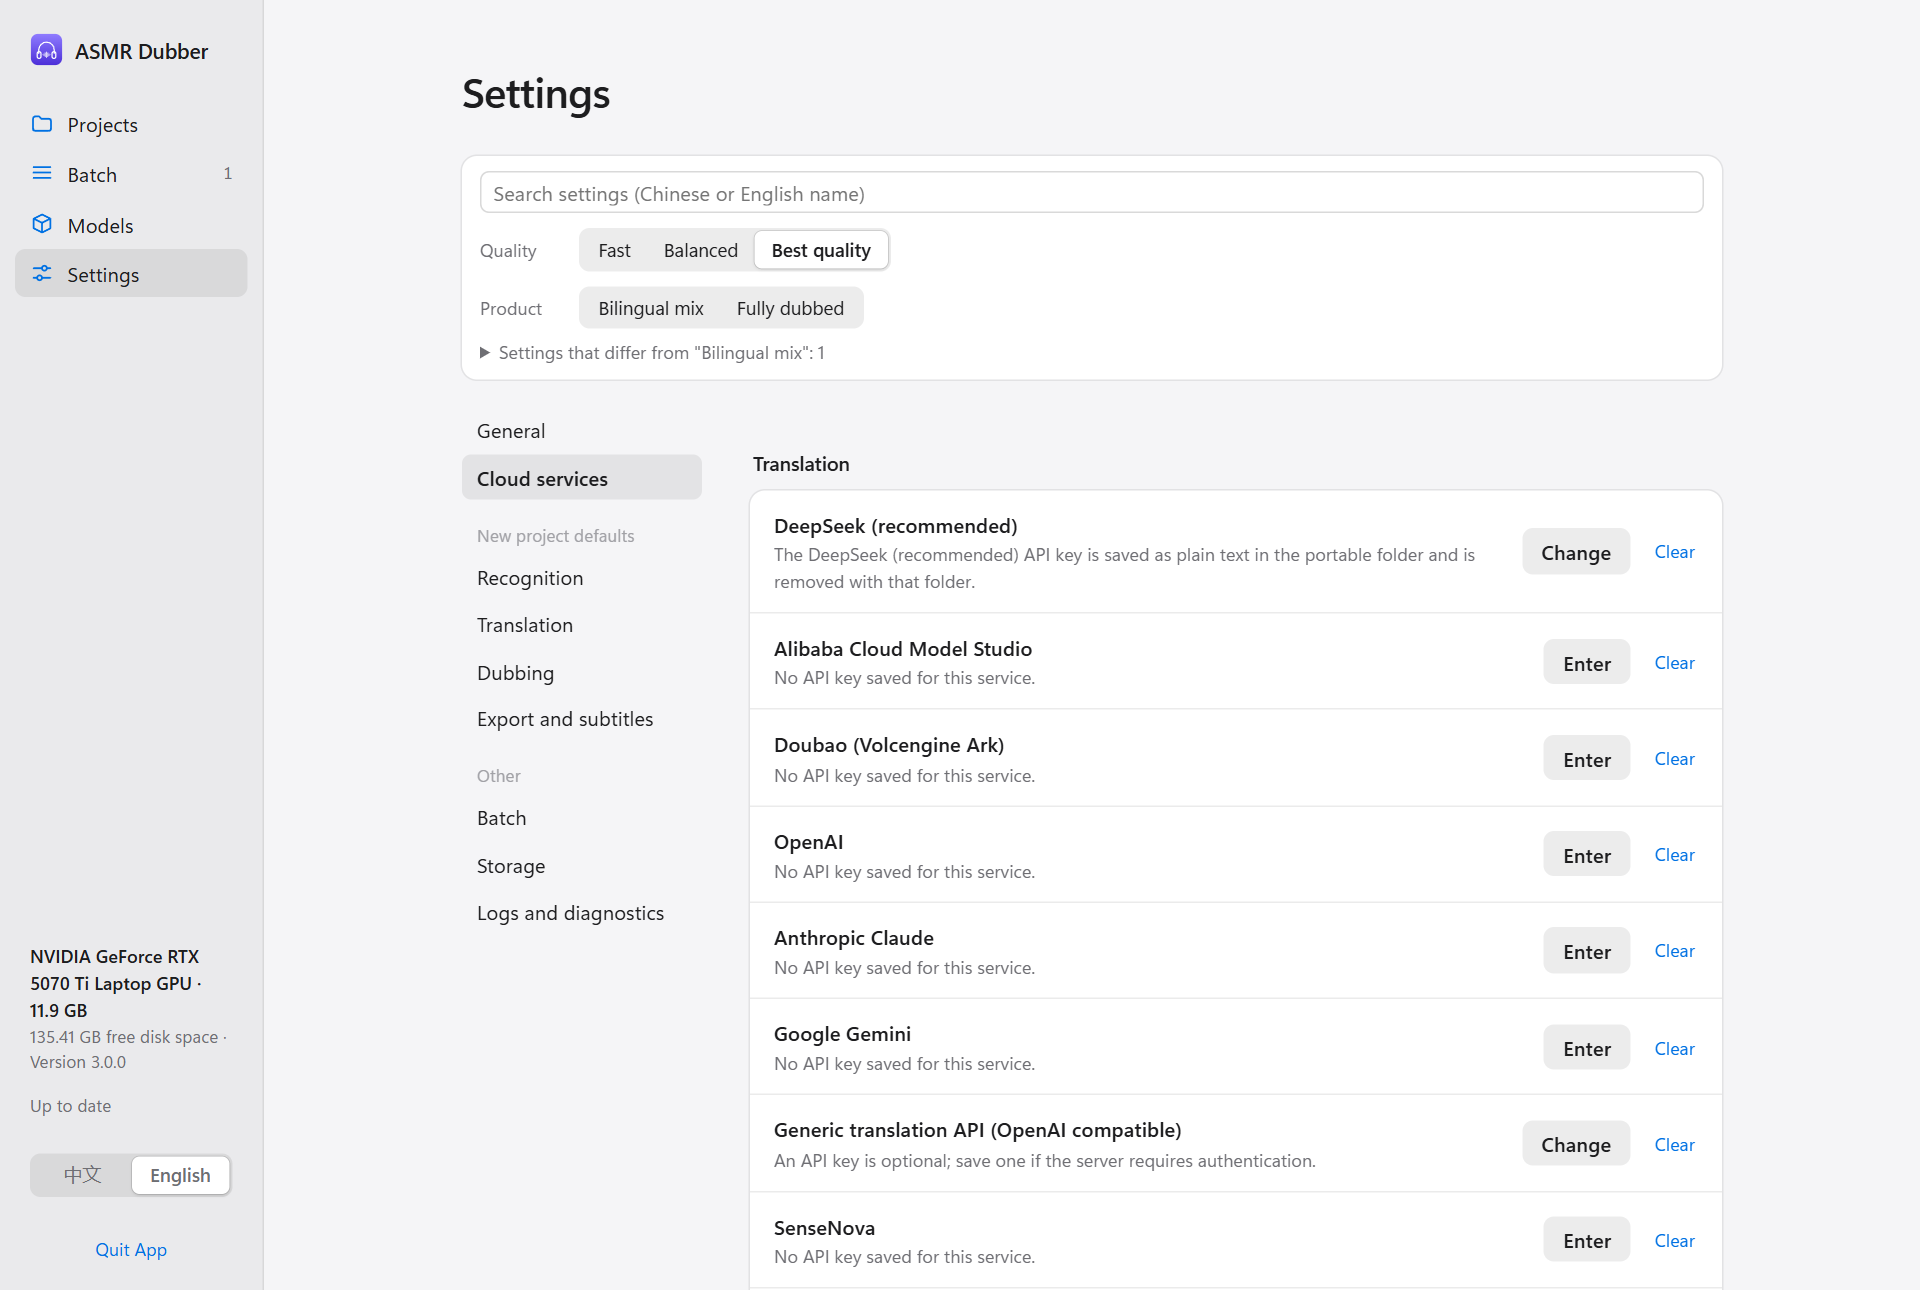 ASMR Dubber
Projects
Batch 1
Models
Settings
NVIDIA GeForce RTX
5070 Ti Laptop GPU ·
11.9 GB
135.41 GB free disk space ·
Version 3.0.0
Up to date
中文 English
Quit App
Settings
Search settings (Chinese or English name)
Quality Fast Balanced Best quality
Product Bilingual mix Fully dubbed
▶ Settings that differ from "Bilingual mix": 1
General
Cloud services
New project defaults
Recognition
Translation
Dubbing
Export and subtitles
Other
Batch
Storage
Logs and diagnostics
Translation
DeepSeek (recommended)
The DeepSeek (recommended) API key is saved as plain text in the portable folder and is
removed with that folder.
Change Clear
Alibaba Cloud Model Studio
No API key saved for this service.
Enter Clear
Doubao (Volcengine Ark)
No API key saved for this service.
Enter Clear
OpenAI
No API key saved for this service.
Enter Clear
Anthropic Claude
No API key saved for this service.
Enter Clear
Google Gemini
No API key saved for this service.
Enter Clear
Generic translation API (OpenAI compatible)
An API key is optional; save one if the server requires authentication.
Change Clear
SenseNova
No API key saved for this service.
Enter Clear